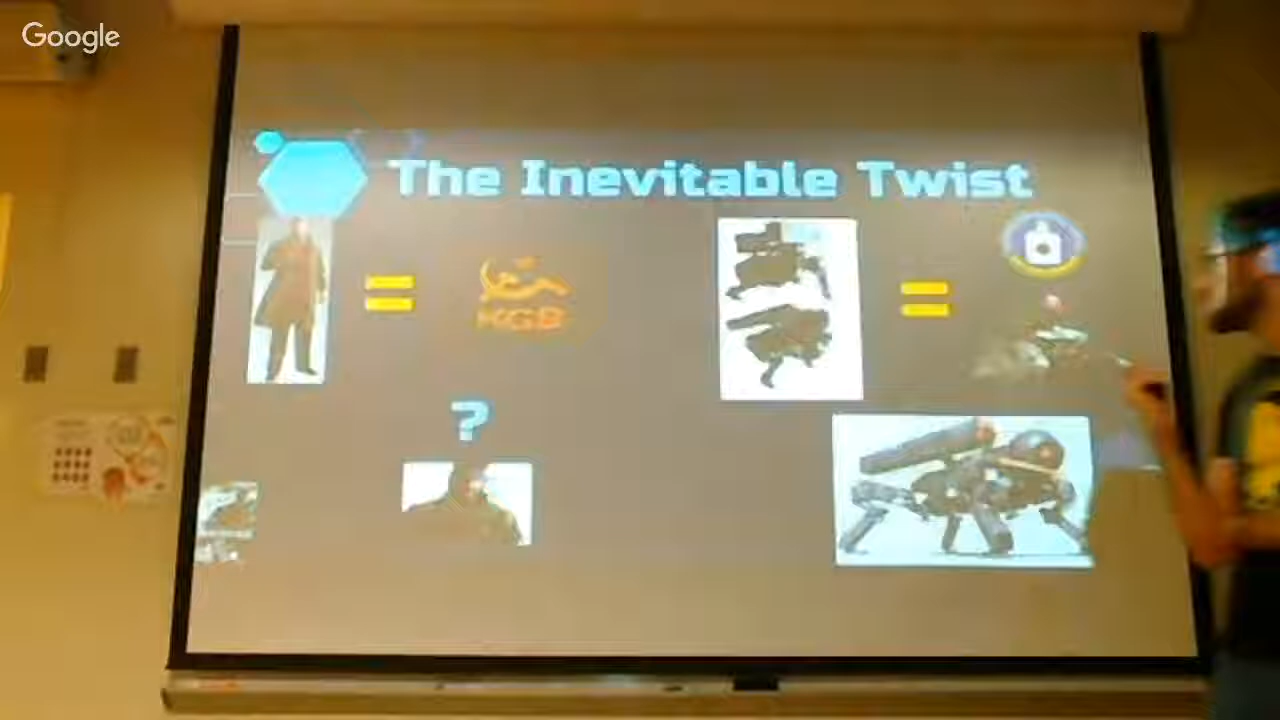 Google
The Inevitable Twist
=
KGB
=
?